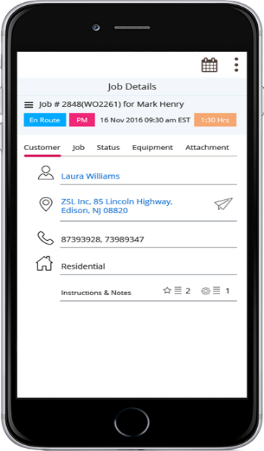 Job Details
Job # 2848(WO2261) for Mark Henry
En Route PM 16 Nov 2016 09:30 am EST 1:30 Hrs
Customer Job Status Equipment Attachment
Laura Williams
ZSL Inc, 85 Lincoln Highway,
Edison, NJ 08820
87393928, 73989347
Residential
Instructions & Notes 2 1